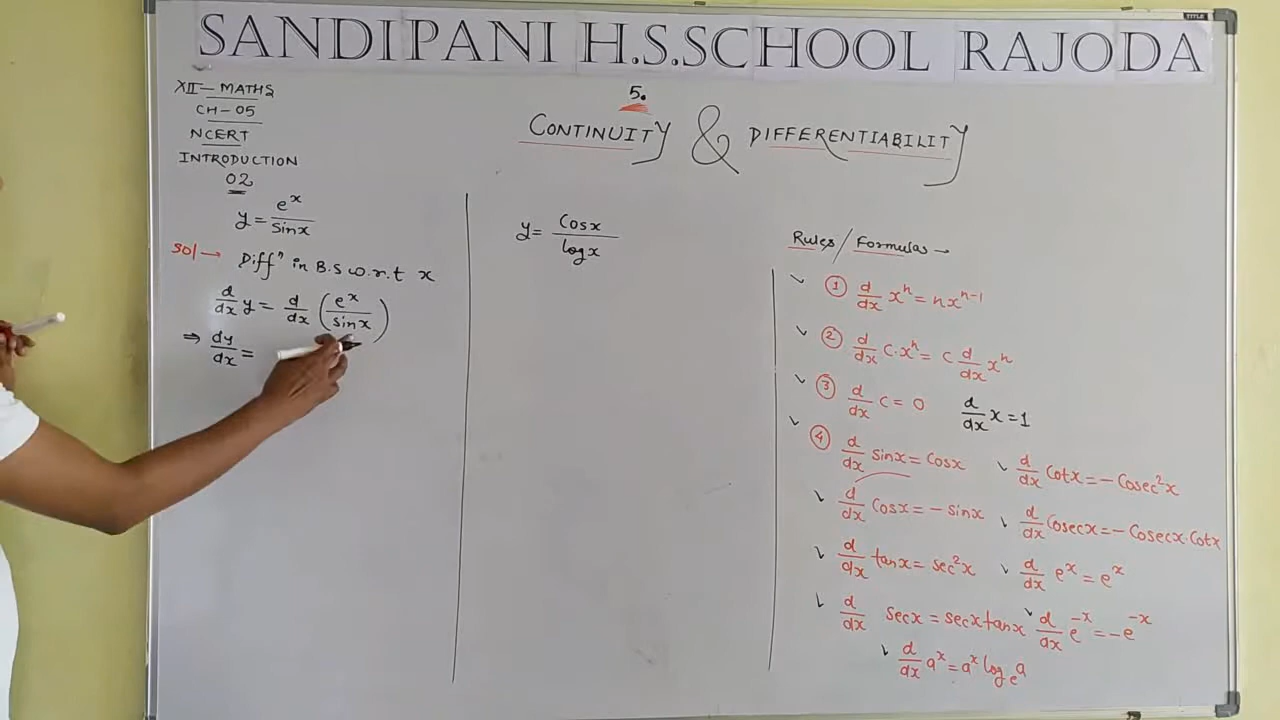 TITLE
SANDIPANI H.S.SCHOOL RAJODA
XII - MATHS
CH - 05
NCERT
INTRODUCTION
02
5.
CONTINUITY & DIFFERENTIABILITY
y = e^x / sinx
Sol → Diffⁿ in B.S w.r.t x
d/dx y = d/dx (e^x / sinx)
⇒ dy/dx =
y = Cosx / logx
Rules / Formulas →
① d/dx x^n = nx^(n-1)
② d/dx c.x^n = c d/dx x^n
③ d/dx c = 0 d/dx x = 1
④ d/dx sinx = Cosx
d/dx Cosx = - sinx
d/dx tanx = sec²x
d/dx secx = secx tanx
d/dx Cotx = - Cosec²x
d/dx Cosecx = - Cosecx.Cotx
d/dx e^x = e^x
d/dx e^-x = - e^-x
d/dx a^x = a^x log_e a